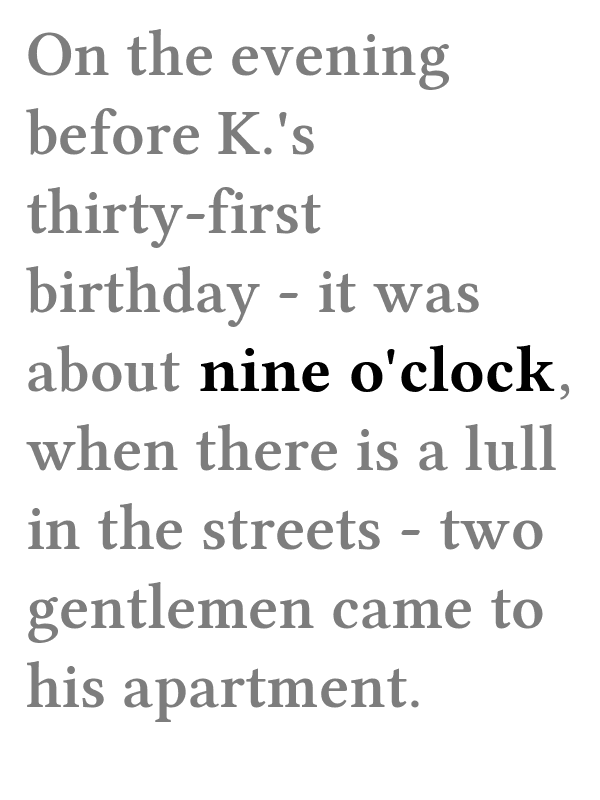 On the evening
before K.'s
thirty-first
birthday - it was
about nine o'clock,
when there is a lull
in the streets - two
gentlemen came to
his apartment.